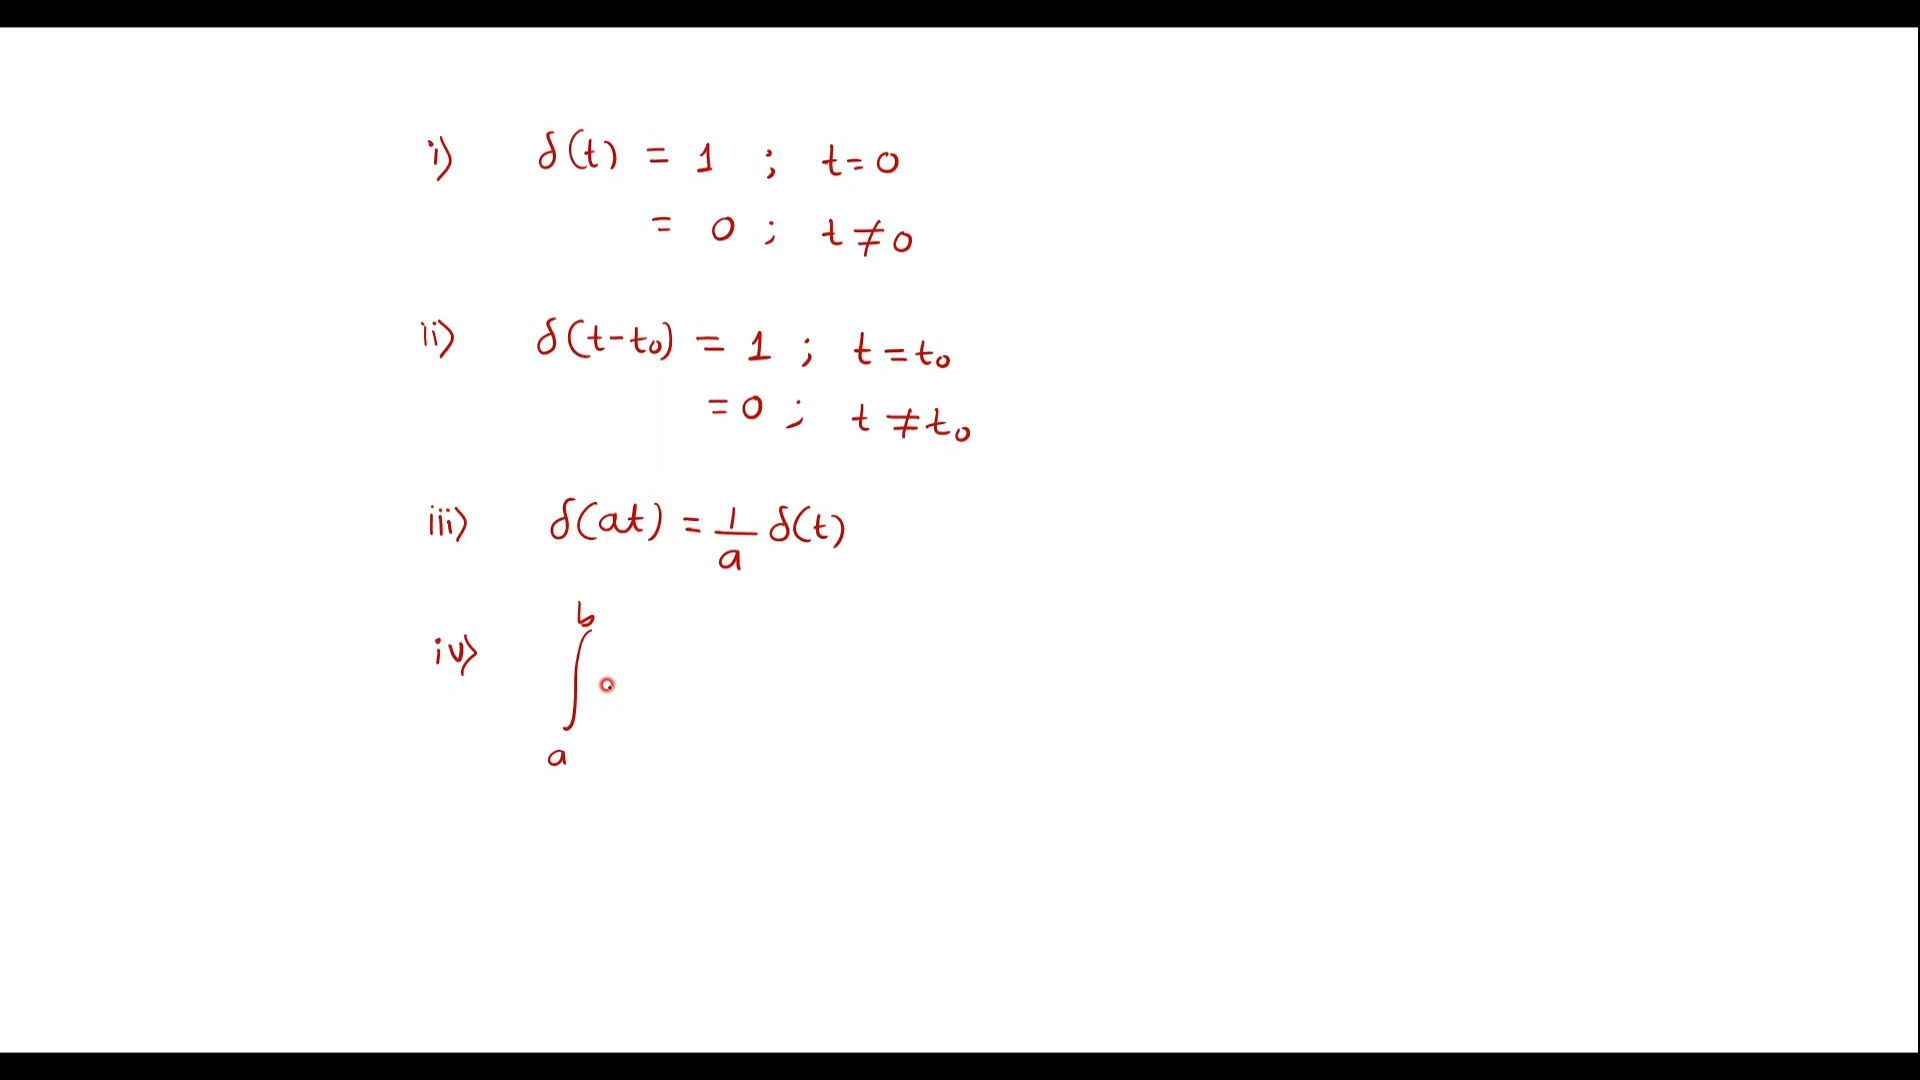 i) δ(t) = 1 ; t=0
= 0 ; t≠0
ii) δ(t-t₀) = 1 ; t=t₀
=0 ; t≠t₀
iii) δ(at) = 1/a δ(t)
iv) ∫ₐᵇ